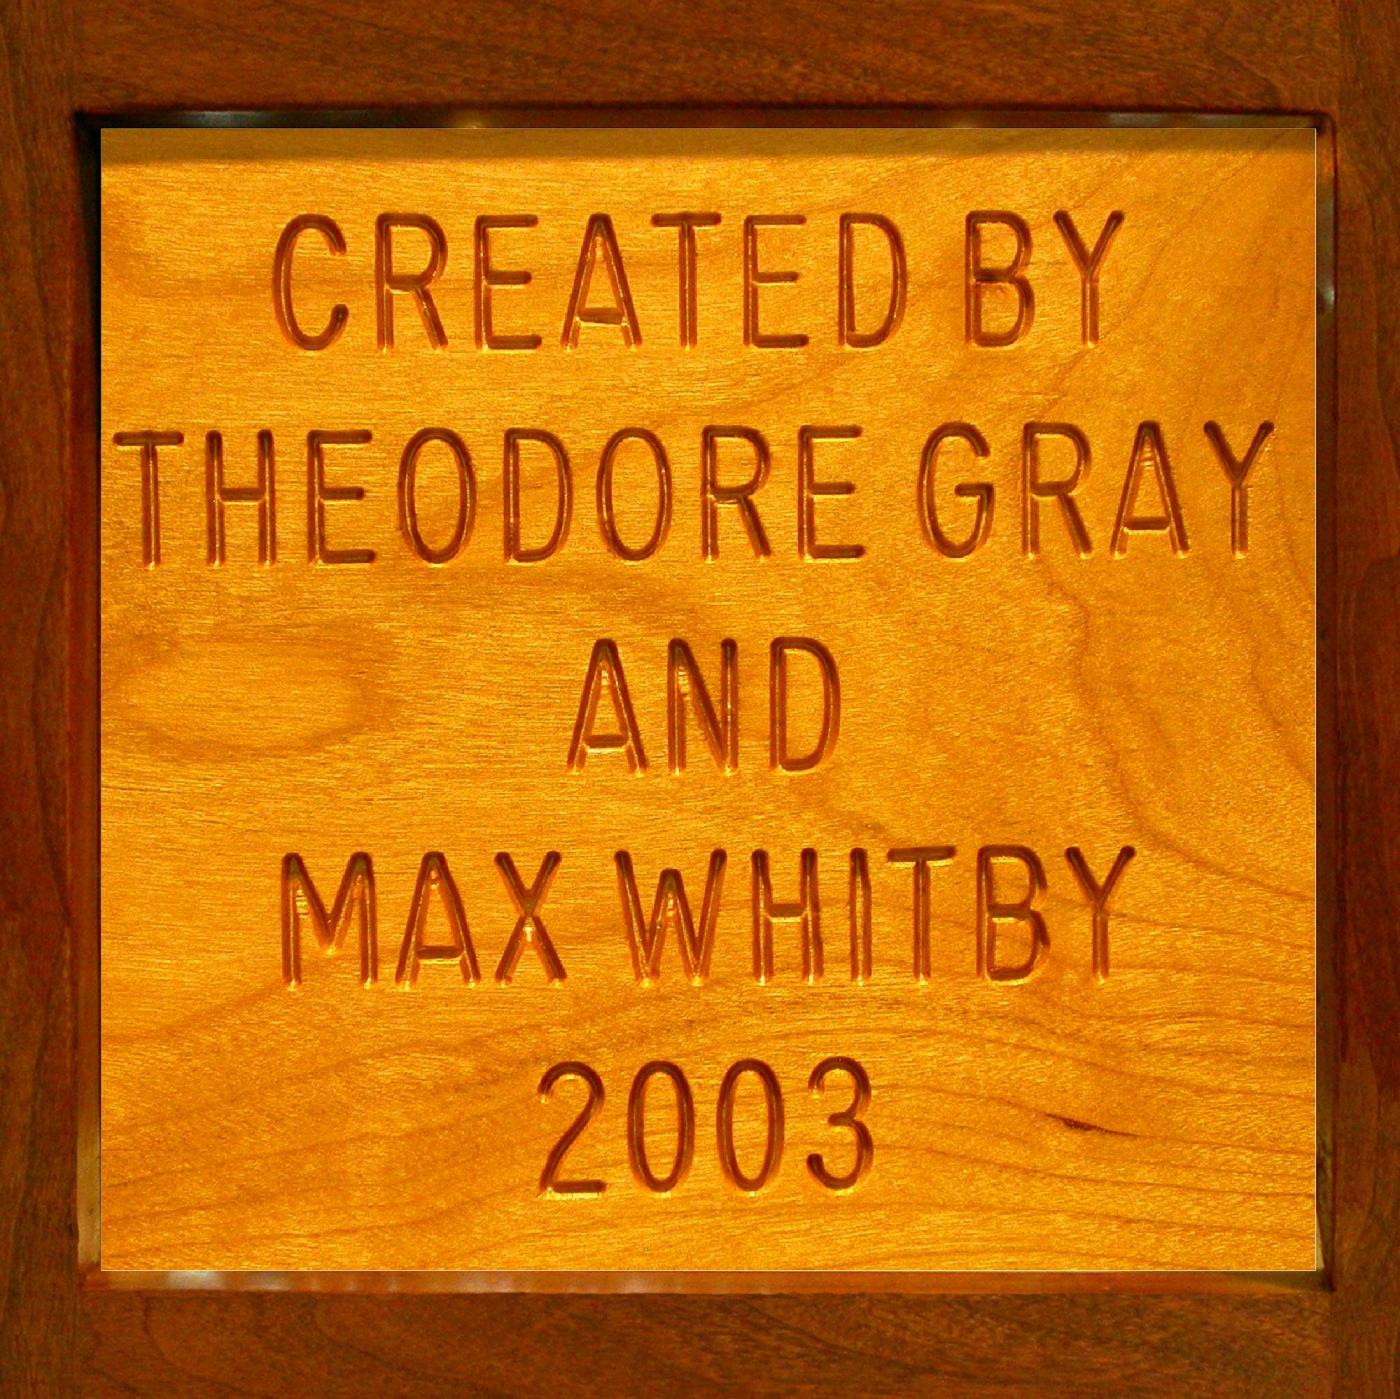 CREATED BY
THEODORE GRAY
AND
MAX WHITBY
2003